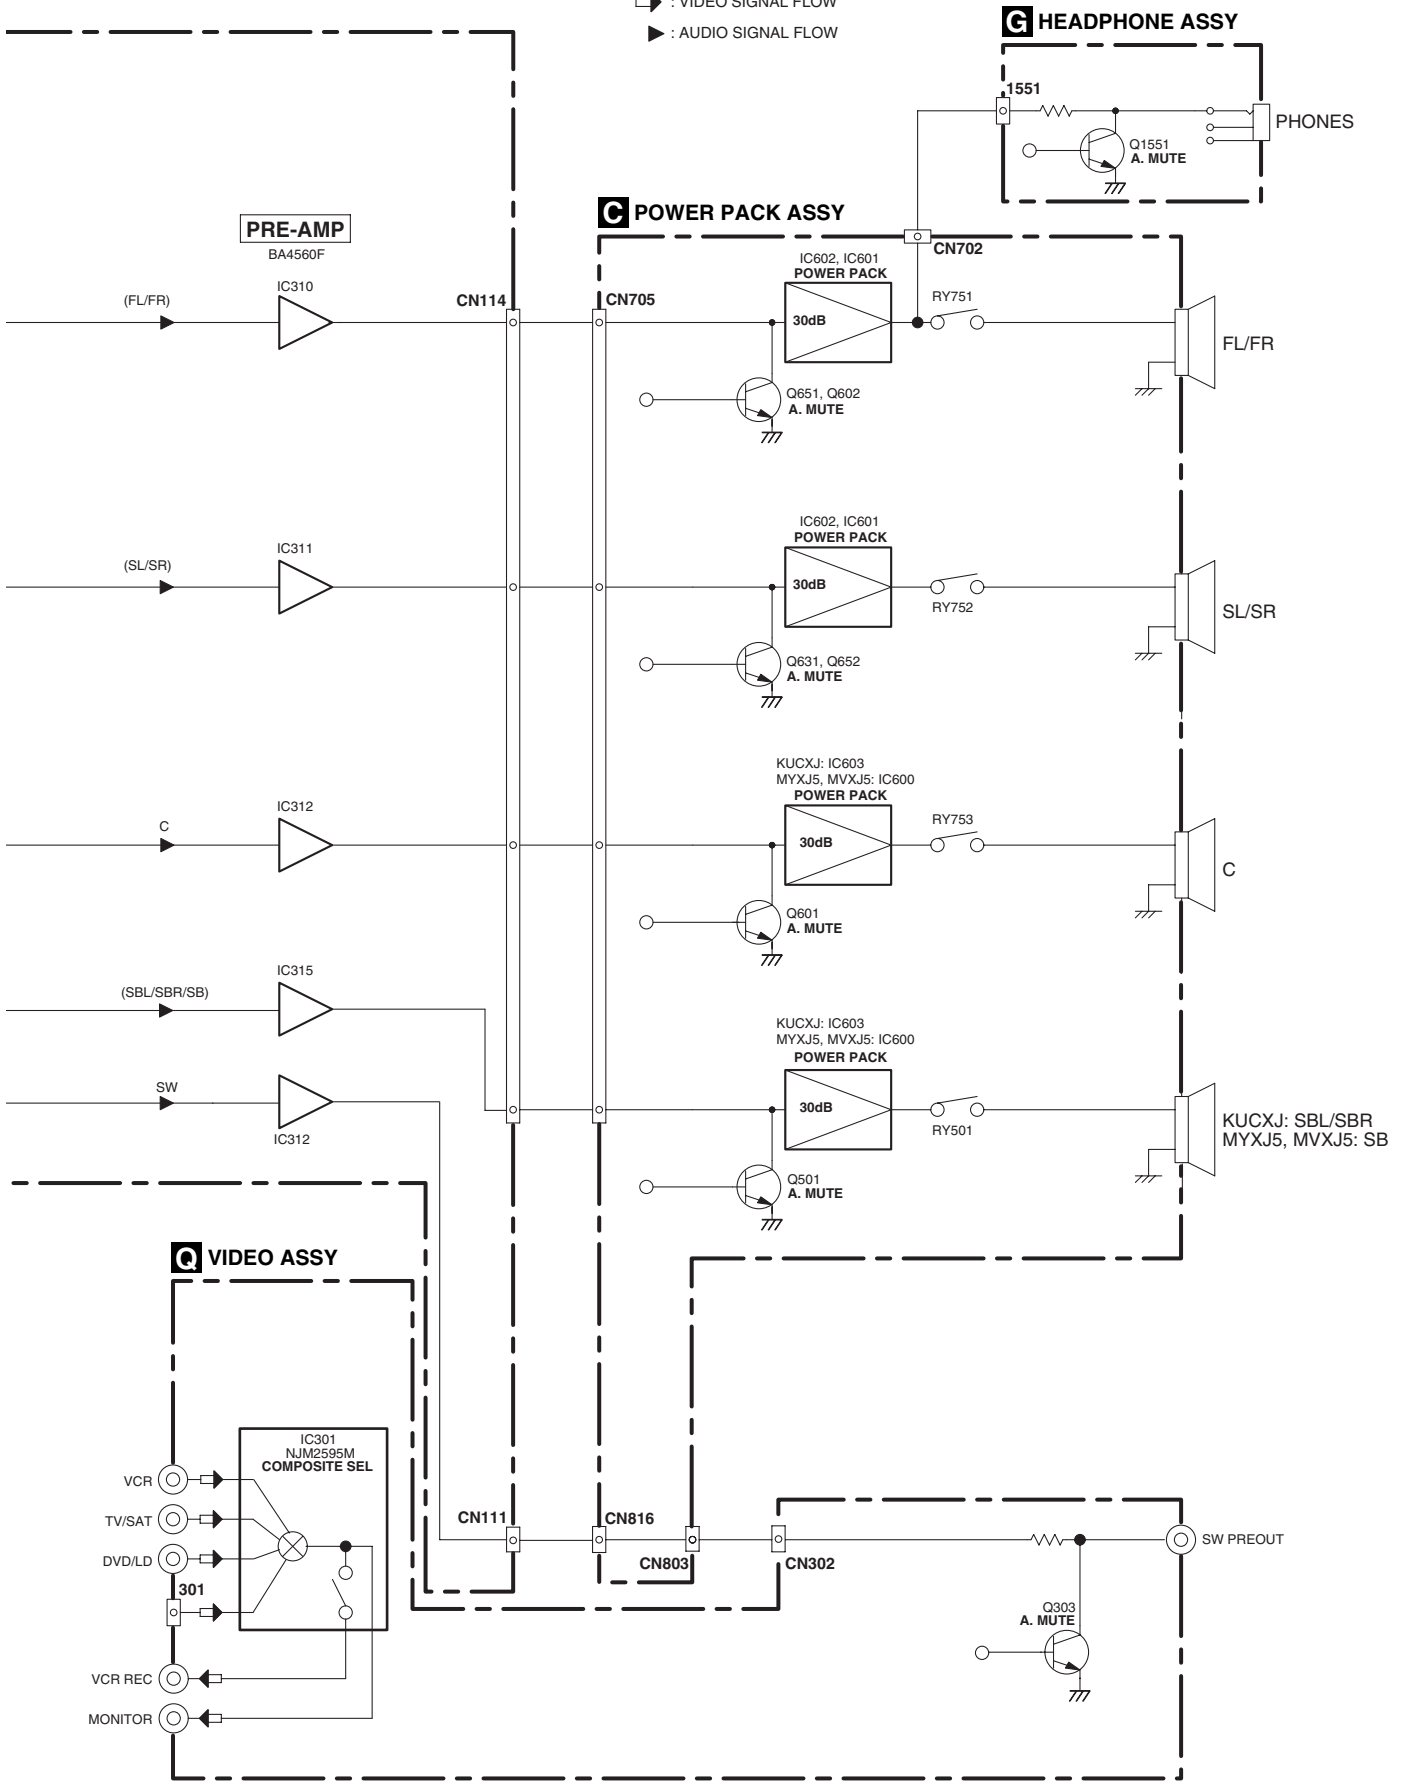 : VIDEO SIGNAL FLOW
: AUDIO SIGNAL FLOW
G HEADPHONE ASSY
1551
PHONES
Q1551
A. MUTE
C POWER PACK ASSY
PRE-AMP
BA4560F
CN702
IC602, IC601
POWER PACK
(FL/FR)
IC310
CN114
CN705
30dB
RY751
FL/FR
Q651, Q602
A. MUTE
IC602, IC601
POWER PACK
(SL/SR)
IC311
30dB
RY752
SL/SR
Q631, Q652
A. MUTE
KUCXJ: IC603
MYXJ5, MVXJ5: IC600
POWER PACK
C
IC312
30dB
RY753
C
Q601
A. MUTE
(SBL/SBR/SB)
IC315
KUCXJ: IC603
MYXJ5, MVXJ5: IC600
POWER PACK
SW
IC312
30dB
RY501
KUCXJ: SBL/SBR
MYXJ5, MVXJ5: SB
Q501
A. MUTE
Q VIDEO ASSY
IC301
NJM2595M
COMPOSITE SEL
VCR
TV/SAT
DVD/LD
301
VCR REC
MONITOR
CN111
CN816
CN803
CN302
SW PREOUT
Q303
A. MUTE